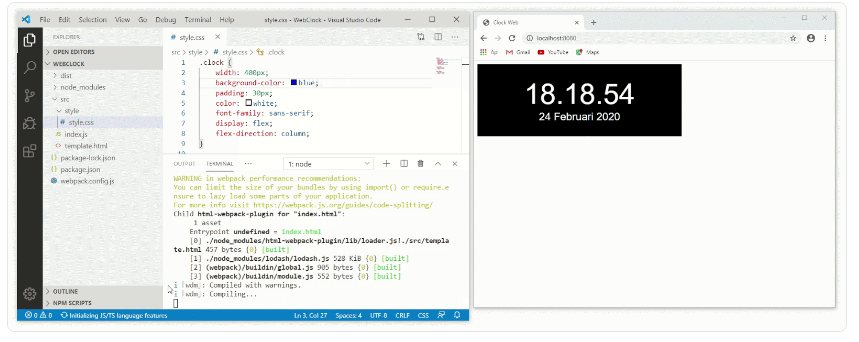 File Edit Selection View Go Debug Terminal Help style.css - WebClock - Visual Studio Code
EXPLORER
OPEN EDITORS
WEBCLOCK
dist
node_modules
src
style
style.css
index.js
template.html
package-lock.json
package.json
webpack.config.js
OUTLINE
NPM SCRIPTS
style.css
src > style > style.css > .clock
1 .clock {
2 width: 400px;
3 background-color: blue;
4 padding: 30px;
5 color: white;
6 font-family: sans-serif;
7 display: flex;
8 flex-direction: column;
9 }
10
OUTPUT TERMINAL ··· 1: node
WARNING in webpack performance recommendations:
You can limit the size of your bundles by using import() or require.e
nsure to lazy load some parts of your application.
For more info visit https://webpack.js.org/guides/code-splitting/
Child html-webpack-plugin for "index.html":
1 asset
Entrypoint undefined = index.html
[0] ./node_modules/html-webpack-plugin/lib/loader.js!./src/templa
te.html 457 bytes {0} [built]
[1] ./node_modules/lodash/lodash.js 528 KiB {0} [built]
[2] (webpack)/buildin/global.js 905 bytes {0} [built]
[3] (webpack)/buildin/module.js 552 bytes {0} [built]
i ｢wdm｣: Compiled with warnings.
i ｢wdm｣: Compiling...
0 0 Initializing JS/TS language features Ln 3, Col 27 Spaces: 4 UTF-8 CRLF CSS
Clock Web
localhost:8080
Apl Gmail YouTube Maps
18.18.54
24 Februari 2020